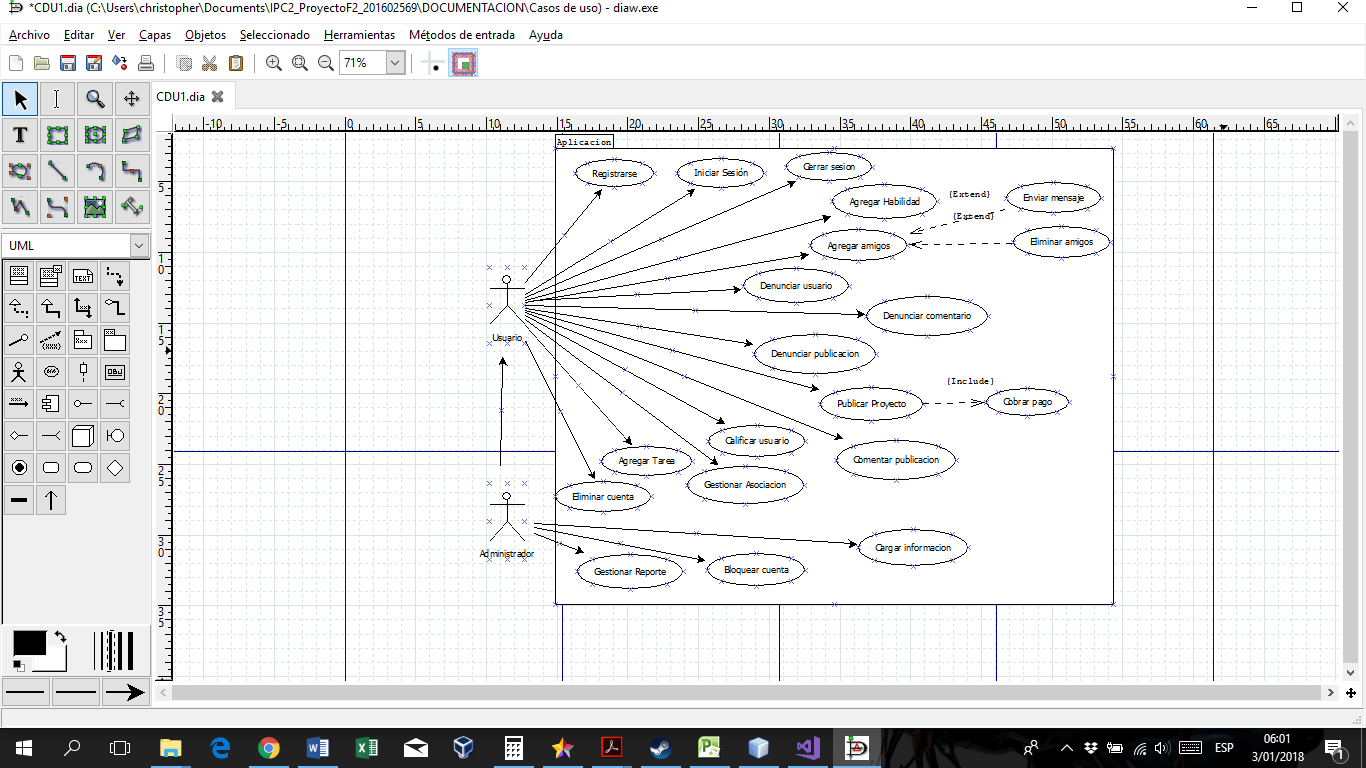 *CDU1.dia (C:\Users\christopher\Documents\IPC2_ProyectoF2_201602569\DOCUMENTACION\Casos de uso) - diaw.exe
Archivo Editar Ver Capas Objetos Seleccionado Herramientas Métodos de entrada Ayuda
71%
CDU1.dia
-10 -5 0 5 10 15 20 25 30 35 40 45 50 55 60 65
5
10
15
20
25
30
35
UML
TEXT
OBJ
Aplicacion
Registrarse
Iniciar Sesión
Cerrar sesion
Agregar Habilidad
{Extend}
Enviar mensaje
{Extend}
Agregar amigos
Eliminar amigos
Denunciar usuario
Denunciar comentario
Usuario
Denunciar publicacion
{Include}
Publicar Proyecto
Cobrar pago
Calificar usuario
Agregar Tarea
Comentar publicacion
Gestionar Asociacion
Eliminar cuenta
Administrador
Cargar informacion
Gestionar Reporte
Bloquear cuenta
ESP
06:01
3/01/2018
1